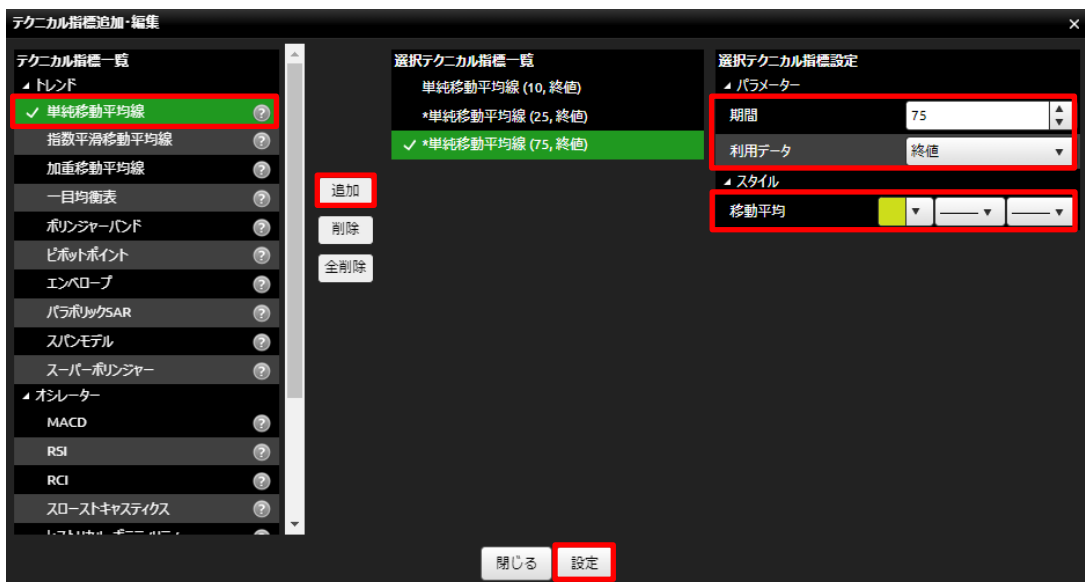 テクニカル指標追加・編集
×
テクニカル指標一覧
トレンド
単純移動平均線
指数平滑移動平均線
加重移動平均線
一目均衡表
ボリンジャーバンド
ピボットポイント
エンベロープ
パラボリックSAR
スパンモデル
スーパーボリンジャー
オシレーター
MACD
RSI
RCI
スローストキャスティクス
追加
削除
全削除
選択テクニカル指標一覧
単純移動平均線 (10, 終値)
*単純移動平均線 (25, 終値)
*単純移動平均線 (75, 終値)
選択テクニカル指標設定
パラメーター
期間 75
利用データ 終値
スタイル
移動平均
閉じる 設定